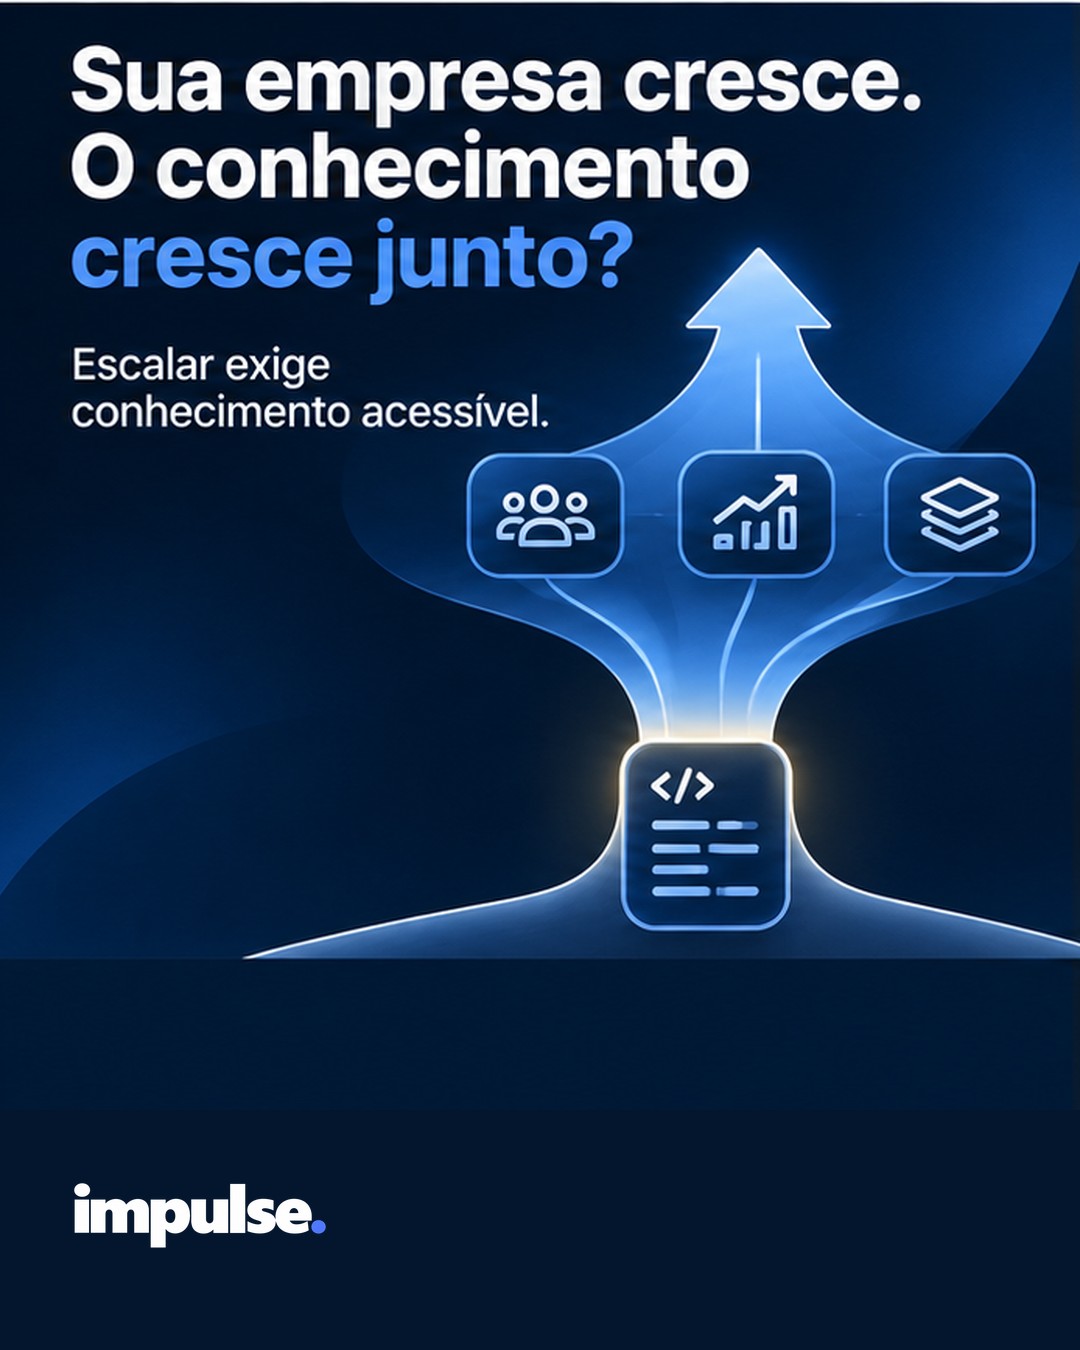 Sua empresa cresce.
O conhecimento
cresce junto?
Escalar exige
conhecimento acessível.
</>
impulse.